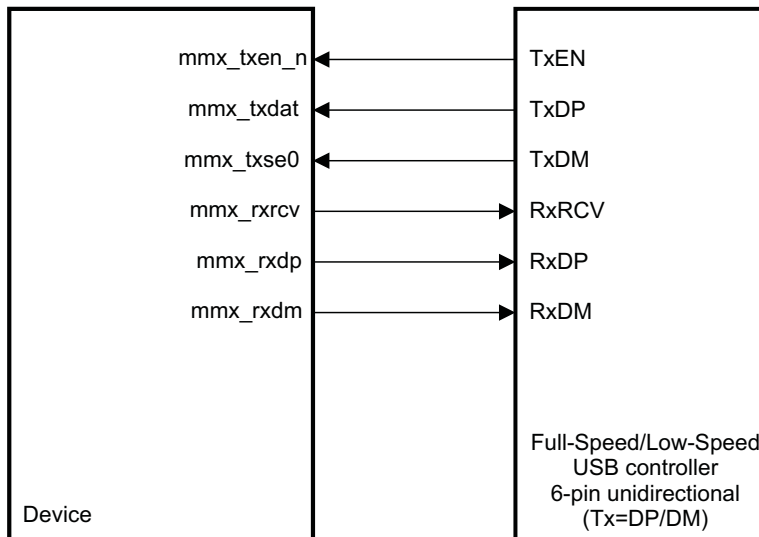 mmx_txen_n TxEN
mmx_txdat TxDP
mmx_txse0 TxDM
mmx_rxrcv RxRCV
mmx_rxdp RxDP
mmx_rxdm RxDM
Full-Speed/Low-Speed
USB controller
6-pin unidirectional
Device (Tx=DP/DM)